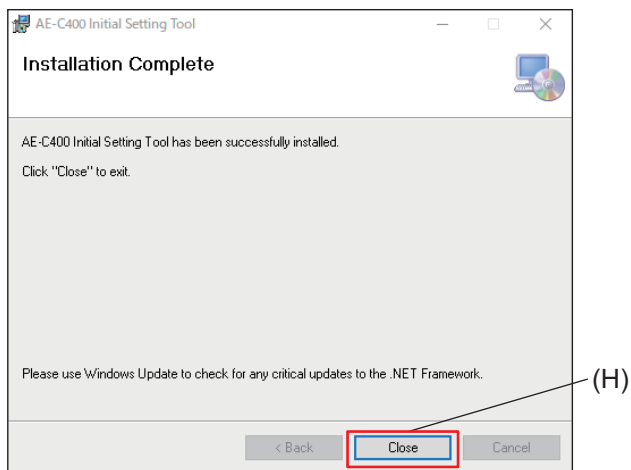 AE-C400 Initial Setting Tool
Installation Complete
AE-C400 Initial Setting Tool has been successfully installed.
Click "Close" to exit.
Please use Windows Update to check for any critical updates to the .NET Framework.
(H)
< Back Close Cancel